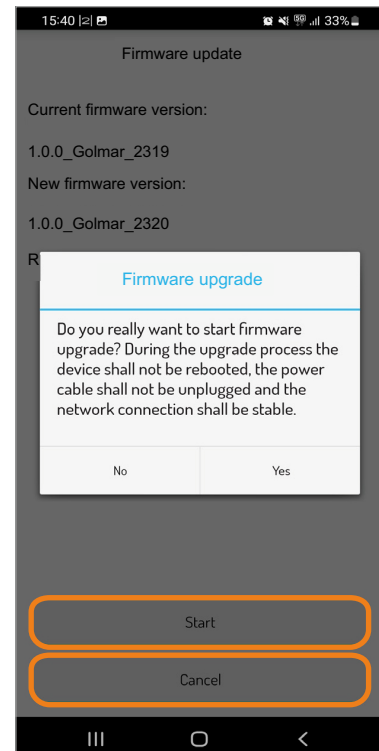 15:40 |2| 5G 33%
Firmware update
Current firmware version:
1.0.0_Golmar_2319
New firmware version:
1.0.0_Golmar_2320
R
Firmware upgrade
Do you really want to start firmware
upgrade? During the upgrade process the
device shall not be rebooted, the power
cable shall not be unplugged and the
network connection shall be stable.
No Yes
Start
Cancel